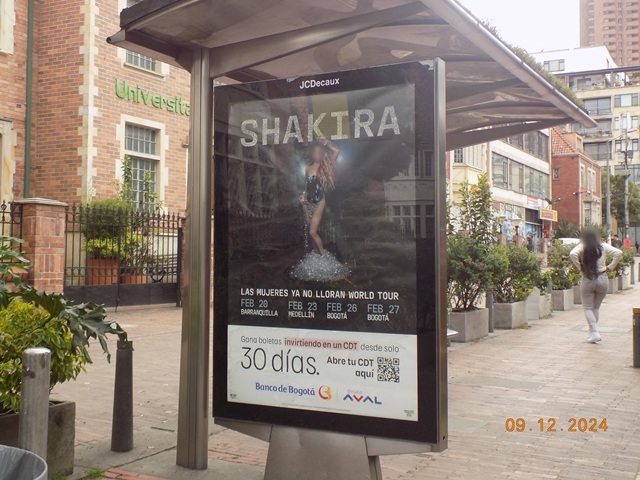 JCDecaux
Universita
SHAKIRA
LAS MUJERES YA NO LLORAN WORLD TOUR
FEB 20 FEB 23 FEB 26 FEB 27
BARRANQUILLA MEDELLÍN BOGOTÁ BOGOTÁ
Gana boletas invirtiendo en un CDT desde solo
30 días.
Abre tu CDT
aquí
Banco de Bogotá
AVAL
09.12.2024